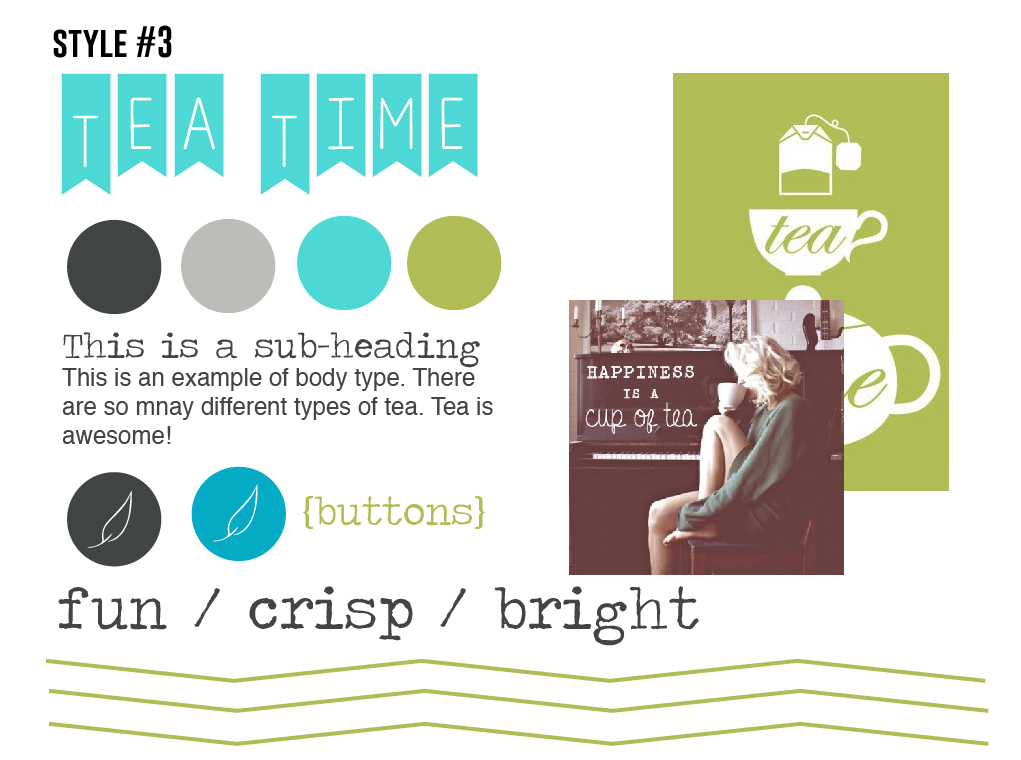 STYLE #3
TEA TIME
This is a sub-heading
This is an example of body type. There
are so mnay different types of tea. Tea is
awesome!
{buttons}
fun / crisp / bright
tea
HAPPINESS
IS A
cup of tea
e